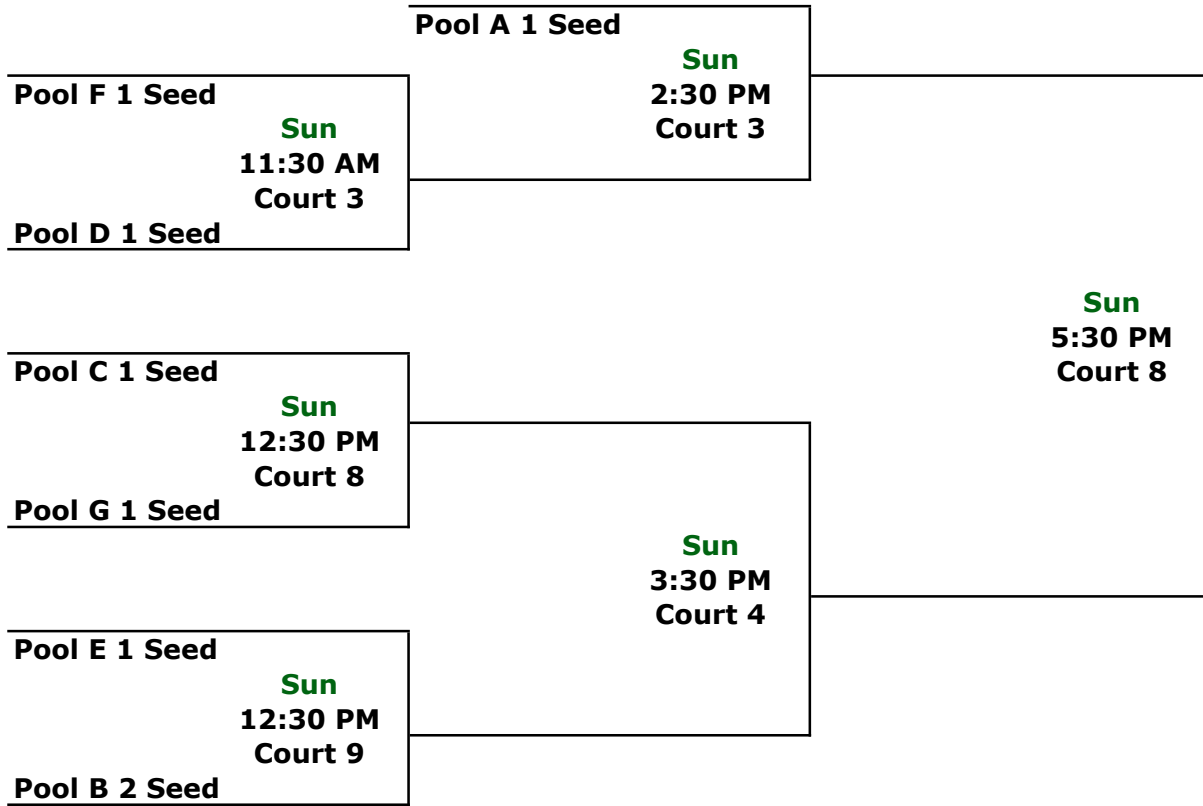 Pool A 1 Seed
Sun
2:30 PM
Court 3
Pool F 1 Seed
Sun
11:30 AM
Court 3
Pool D 1 Seed
Sun
5:30 PM
Court 8
Pool C 1 Seed
Sun
12:30 PM
Court 8
Pool G 1 Seed
Sun
3:30 PM
Court 4
Pool E 1 Seed
Sun
12:30 PM
Court 9
Pool B 2 Seed